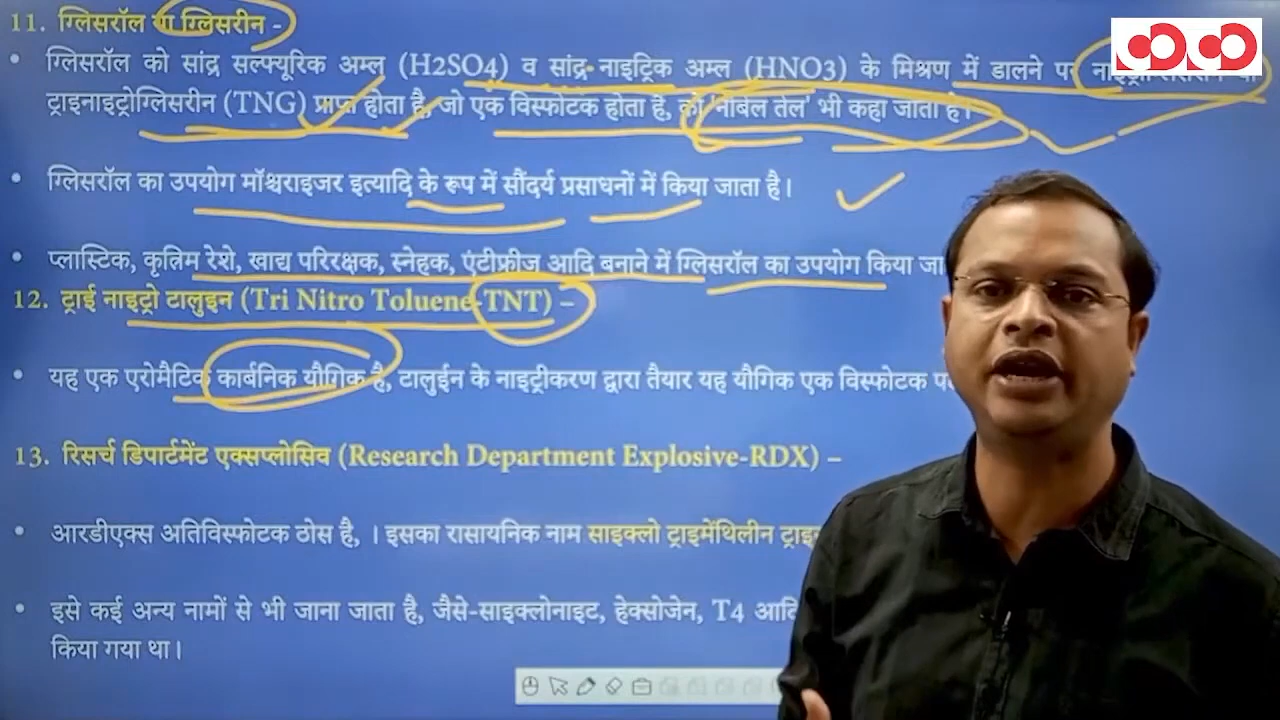 11. ग्लिसरॉल या ग्लिसरीन -
• ग्लिसरॉल को सांद्र सल्फ्यूरिक अम्ल (H2SO4) व सांद्र नाइट्रिक अम्ल (HNO3) के मिश्रण में डालने पर
ट्राइनाइट्रोग्लिसरीन (TNG) प्राप्त होता है, जो एक विस्फोटक होता है, को 'नोबल तेल' भी कहा जाता है।
• ग्लिसरॉल का उपयोग मॉश्चराइजर इत्यादि के रूप में सौंदर्य प्रसाधनों में किया जाता है।
• प्लास्टिक, कृत्रिम रेशे, खाद्य परिरक्षक, स्नेहक, एंटीफ्रीज आदि बनाने में ग्लिसरॉल का उपयोग किया
12. ट्राई नाइट्रो टालुइन (Tri Nitro Toluene-TNT) –
• यह एक एरोमैटिक कार्बनिक यौगिक है, टालुईन के नाइट्रीकरण द्वारा तैयार यह यौगिक एक विस्फोटक
13. रिसर्च डिपार्टमेंट एक्सप्लोसिव (Research Department Explosive-RDX) –
• आरडीएक्स अतिविस्फोटक ठोस है, । इसका रासायनिक नाम साइक्लो ट्राइमेंथिलीन
• इसे कई अन्य नामों से भी जाना जाता है, जैसे-साइक्लोनाइट, हेक्सोजेन, T4
किया गया था।